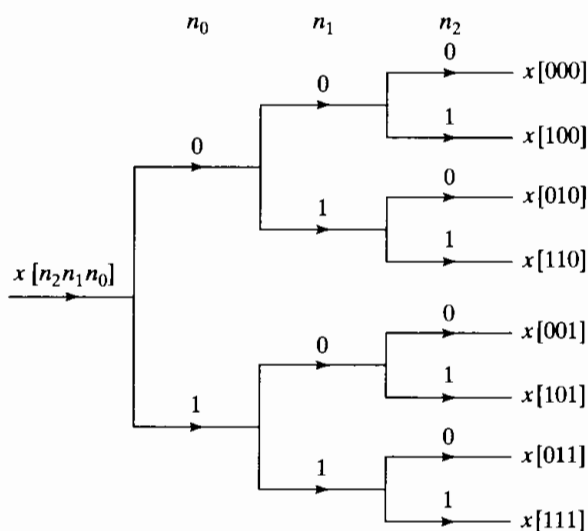 n₀ n₁ n₂
0 x[000]
0
1 x[100]
0
0 x[010]
1
1 x[110]
x[n₂n₁n₀]
0 x[001]
0
1 x[101]
1
0 x[011]
1
1 x[111]